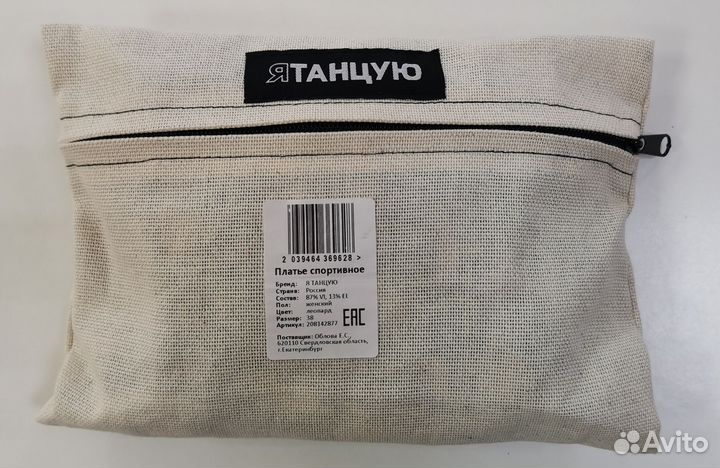 ЯТАНЦУЮ
2 039464 369628 >
Платье спортивное
Бренд: Я ТАНЦУЮ
Страна: Россия
Состав: 87% VI, 13% EL
Пол: женский
Цвет: леопард
Размер: 38
Артикул: 208142877
EAC
Поставщик: Облова Е.С.,
620110 Свердловская область,
г.Екатеринбург
Avito